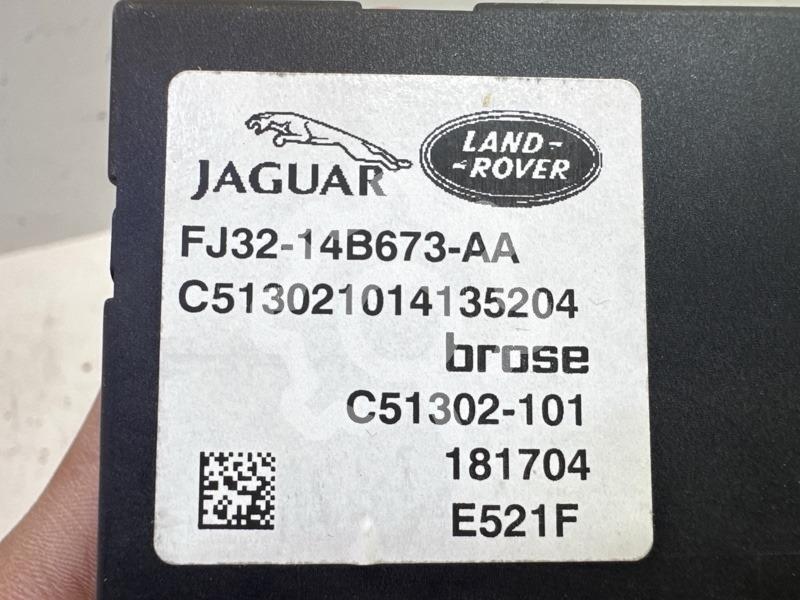 JAGUAR
LAND-
-ROVER
FJ32-14B673-AA
C513021014135204
brose
C51302-101
181704
E521F